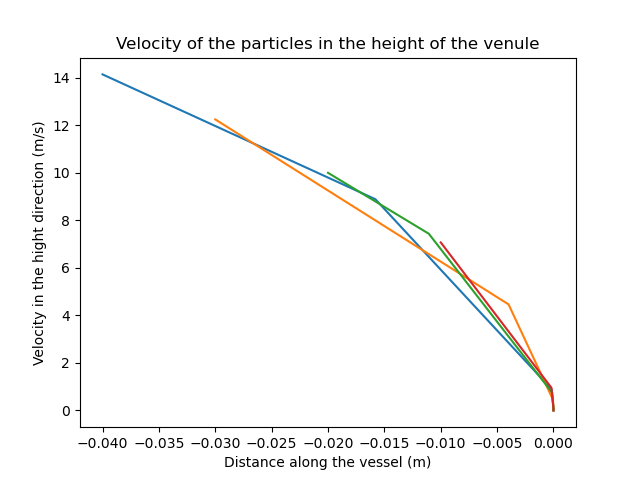 Velocity of the particles in the height of the venule
14
12
10
8
6
4
2
0
Velocity in the hight direction (m/s)
−0.040 −0.035 −0.030 −0.025 −0.020 −0.015 −0.010 −0.005 0.000
Distance along the vessel (m)